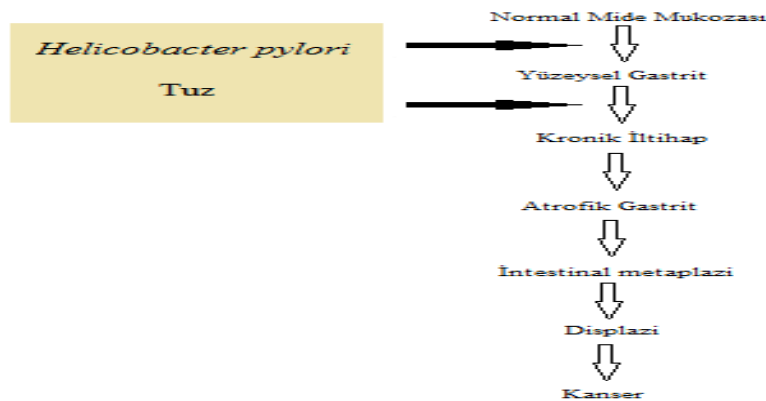 Helicobacter pylori
Tuz
Normal Mide Mukozası
Yüzeysel Gastrit
Kronik İltihap
Atrofik Gastrit
İntestinal metaplazi
Displazi
Kanser